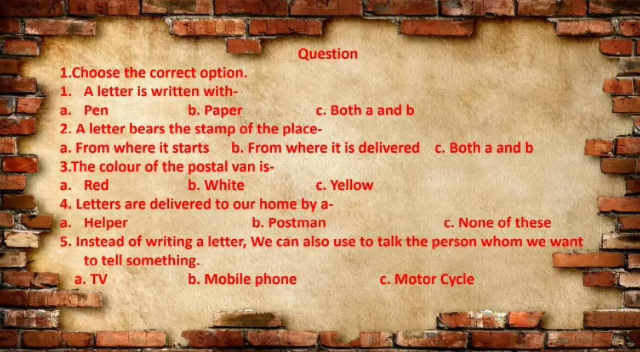 Question
1.Choose the correct option.
1. A letter is written with-
a. Pen b. Paper c. Both a and b
2. A letter bears the stamp of the place-
a. From where it starts b. From where it is delivered c. Both a and b
3.The colour of the postal van is-
a. Red b. White c. Yellow
4. Letters are delivered to our home by a-
a. Helper b. Postman c. None of these
5. Instead of writing a letter, We can also use to talk the person whom we want
to tell something.
a. TV b. Mobile phone c. Motor Cycle